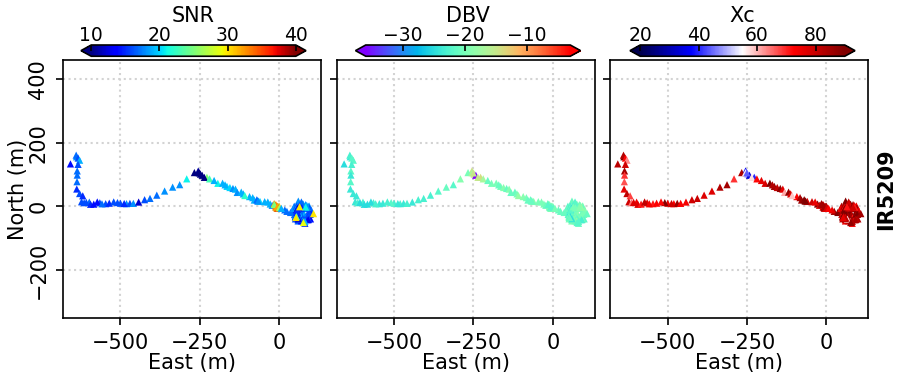 SNR DBV Xc
10 20 30 40 −30 −20 −10 20 40 60 80
400
200
0
−200
North (m)
IR5209
−500 −250 0 −500 −250 0 −500 −250 0
East (m) East (m) East (m)